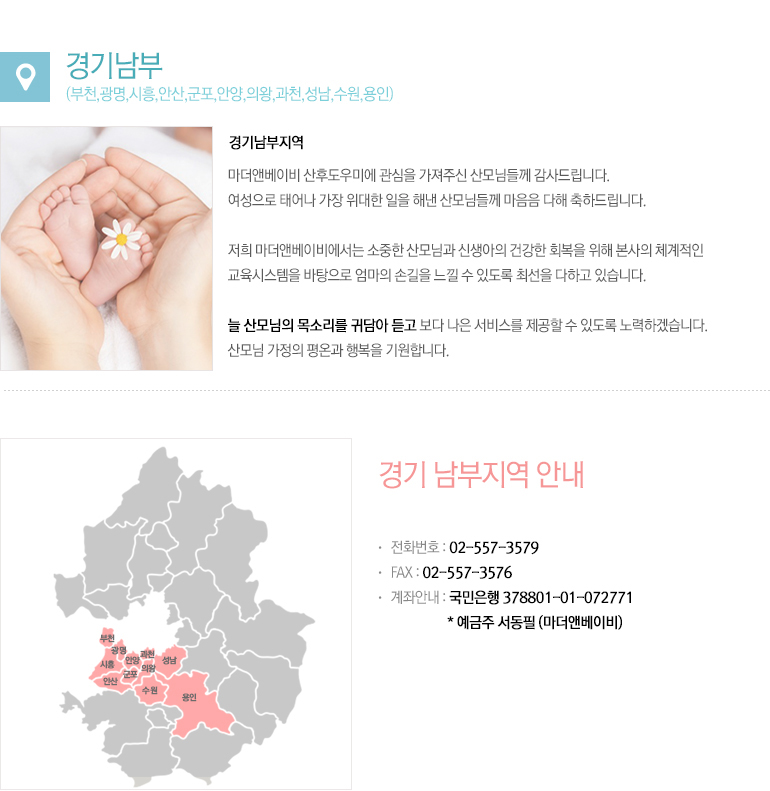 경기남부
(부천,광명,시흥,안산,군포,안양,의왕,과천,성남,수원,용인)
경기남부지역
마더앤베이비 산후도우미에 관심을 가져주신 산모님들께 감사드립니다.
여성으로 태어나 가장 위대한 일을 해낸 산모님들께 마음을 다해 축하드립니다.
저희 마더앤베이비에서는 소중한 산모님과 신생아의 건강한 회복을 위해 본사의 체계적인
교육시스템을 바탕으로 엄마의 손길을 느낄 수 있도록 최선을 다하고 있습니다.
늘 산모님의 목소리를 귀담아 듣고 보다 나은 서비스를 제공할 수 있도록 노력하겠습니다.
산모님 가정의 평온과 행복을 기원합니다.
경기 남부지역 안내
· 전화번호 : 02-557-3579
· FAX : 02-557-3576
· 계좌안내 : 국민은행 378801-01-072771
* 예금주 서동필 (마더앤베이비)
부천
광명
과천
시흥
안양
성남
의왕
군포
안산
수원
용인